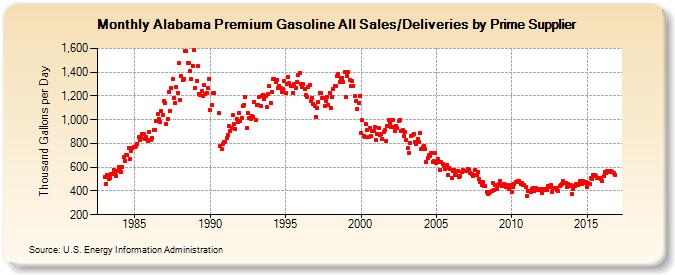 Monthly Alabama Premium Gasoline All Sales/Deliveries by Prime Supplier
Thousand Gallons per Day
1,600
1,400
1,200
1,000
800
600
400
200
1985 1990 1995 2000 2005 2010 2015
Source: U.S. Energy Information Administration